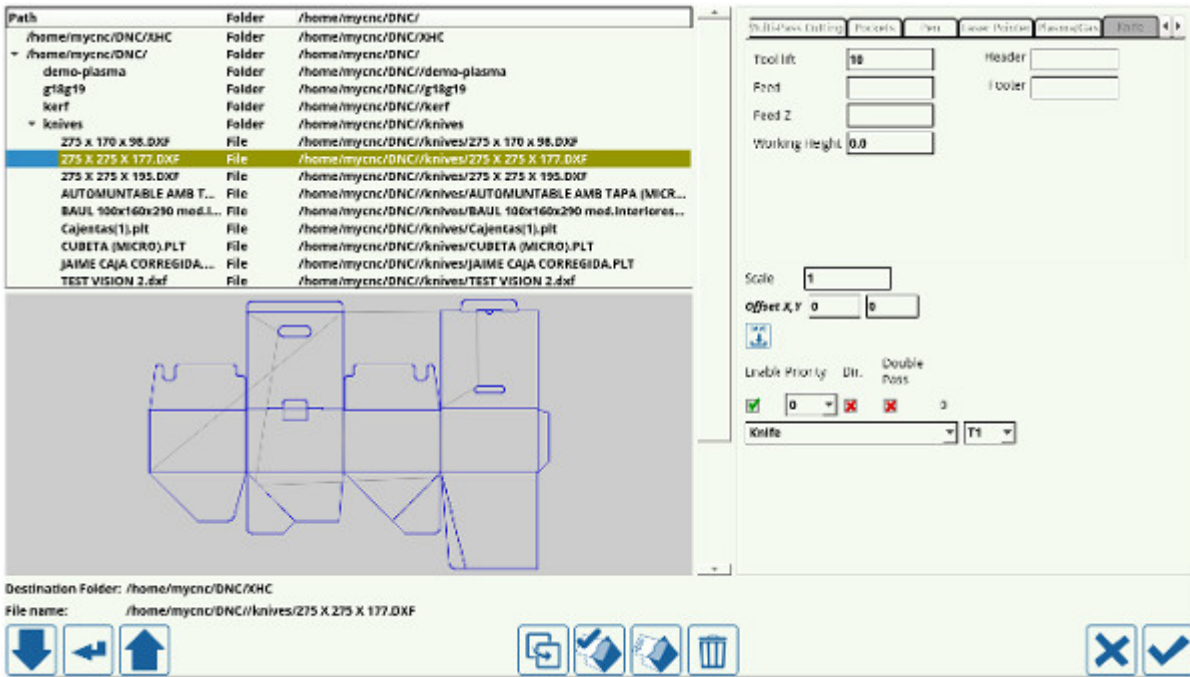 Path Folder /home/mycnc/DNC/
/home/mycnc/DNC/XHC Folder /home/mycnc/DNC/XHC
/home/mycnc/DNC/ Folder /home/mycnc/DNC/
demo-plasma Folder /home/mycnc/DNC//demo-plasma
g18g19 Folder /home/mycnc/DNC//g18g19
kerf Folder /home/mycnc/DNC//kerf
knives Folder /home/mycnc/DNC//knives
275 x 170 x 98.DXF File /home/mycnc/DNC//knives/275 x 170 x 98.DXF
275 X 275 X 177.DXF File /home/mycnc/DNC//knives/275 X 275 X 177.DXF
275 X 275 X 195.DXF File /home/mycnc/DNC//knives/275 X 275 X 195.DXF
AUTOMUNTABLE AMB T... File /home/mycnc/DNC//knives/AUTOMUNTABLE AMB TAPA (MICR...
BAUL 100x160x290 mod.i... File /home/mycnc/DNC//knives/BAUL 100x160x290 mod.Interiores...
Cajentas(1).plt File /home/mycnc/DNC//knives/Cajentas(1).plt
CUBETA (MICRO).PLT File /home/mycnc/DNC//knives/CUBETA (MICRO).PLT
JAIME CAJA CORREGIDA.... File /home/mycnc/DNC//knives/JAIME CAJA CORREGIDA.PLT
TEST VISION 2.dxf File /home/mycnc/DNC//knives/TEST VISION 2.dxf
Destination Folder: /home/mycnc/DNC/XHC
File name: /home/mycnc/DNC//knives/275 X 275 X 177.DXF
Multi-Pass Cutting Pockets Pen Laser Pointer Plasma/Gas Knife
Tool lift 10 Header
Feed Footer
Feed Z
Working Height 0.0
Scale 1
Offset X,Y 0 0
SAVE
Enable Priority Dir. Double Pass
0
Knife T1